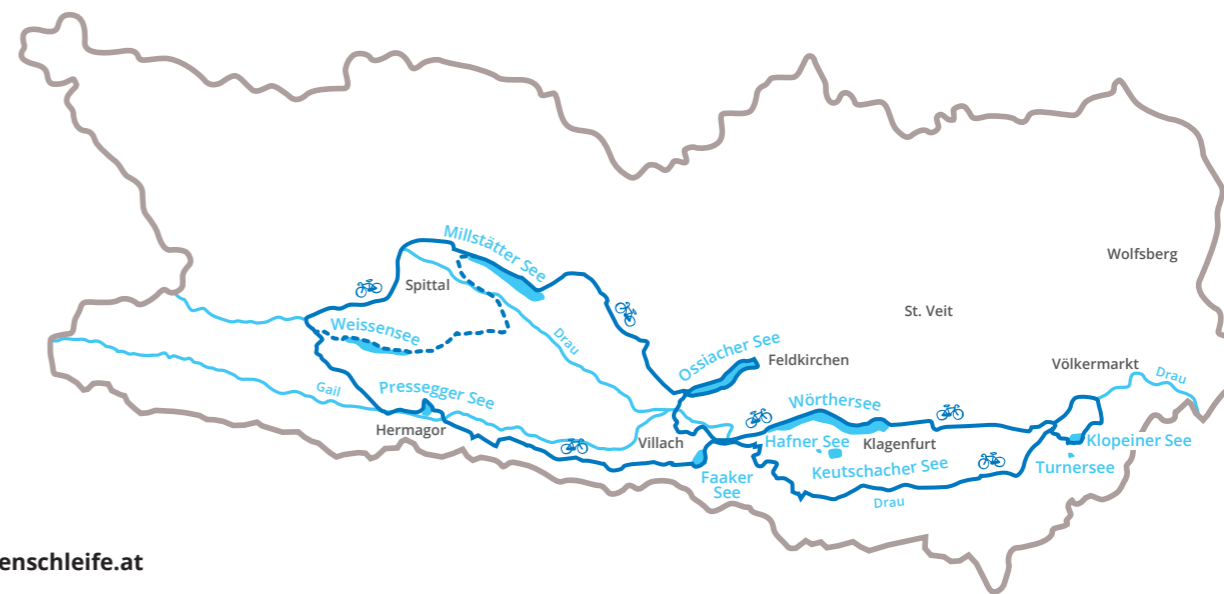 Millstätter See
Wolfsberg
Spittal
St. Veit
Weissensee
Drau
Ossiacher See
Feldkirchen
Völkermarkt
Drau
Gail
Pressegger See
Wörthersee
Hermagor
Villach
Hafner See
Klagenfurt
Klopeiner See
Keutschacher See
Turnersee
Faaker
See
Drau
enschleife.at